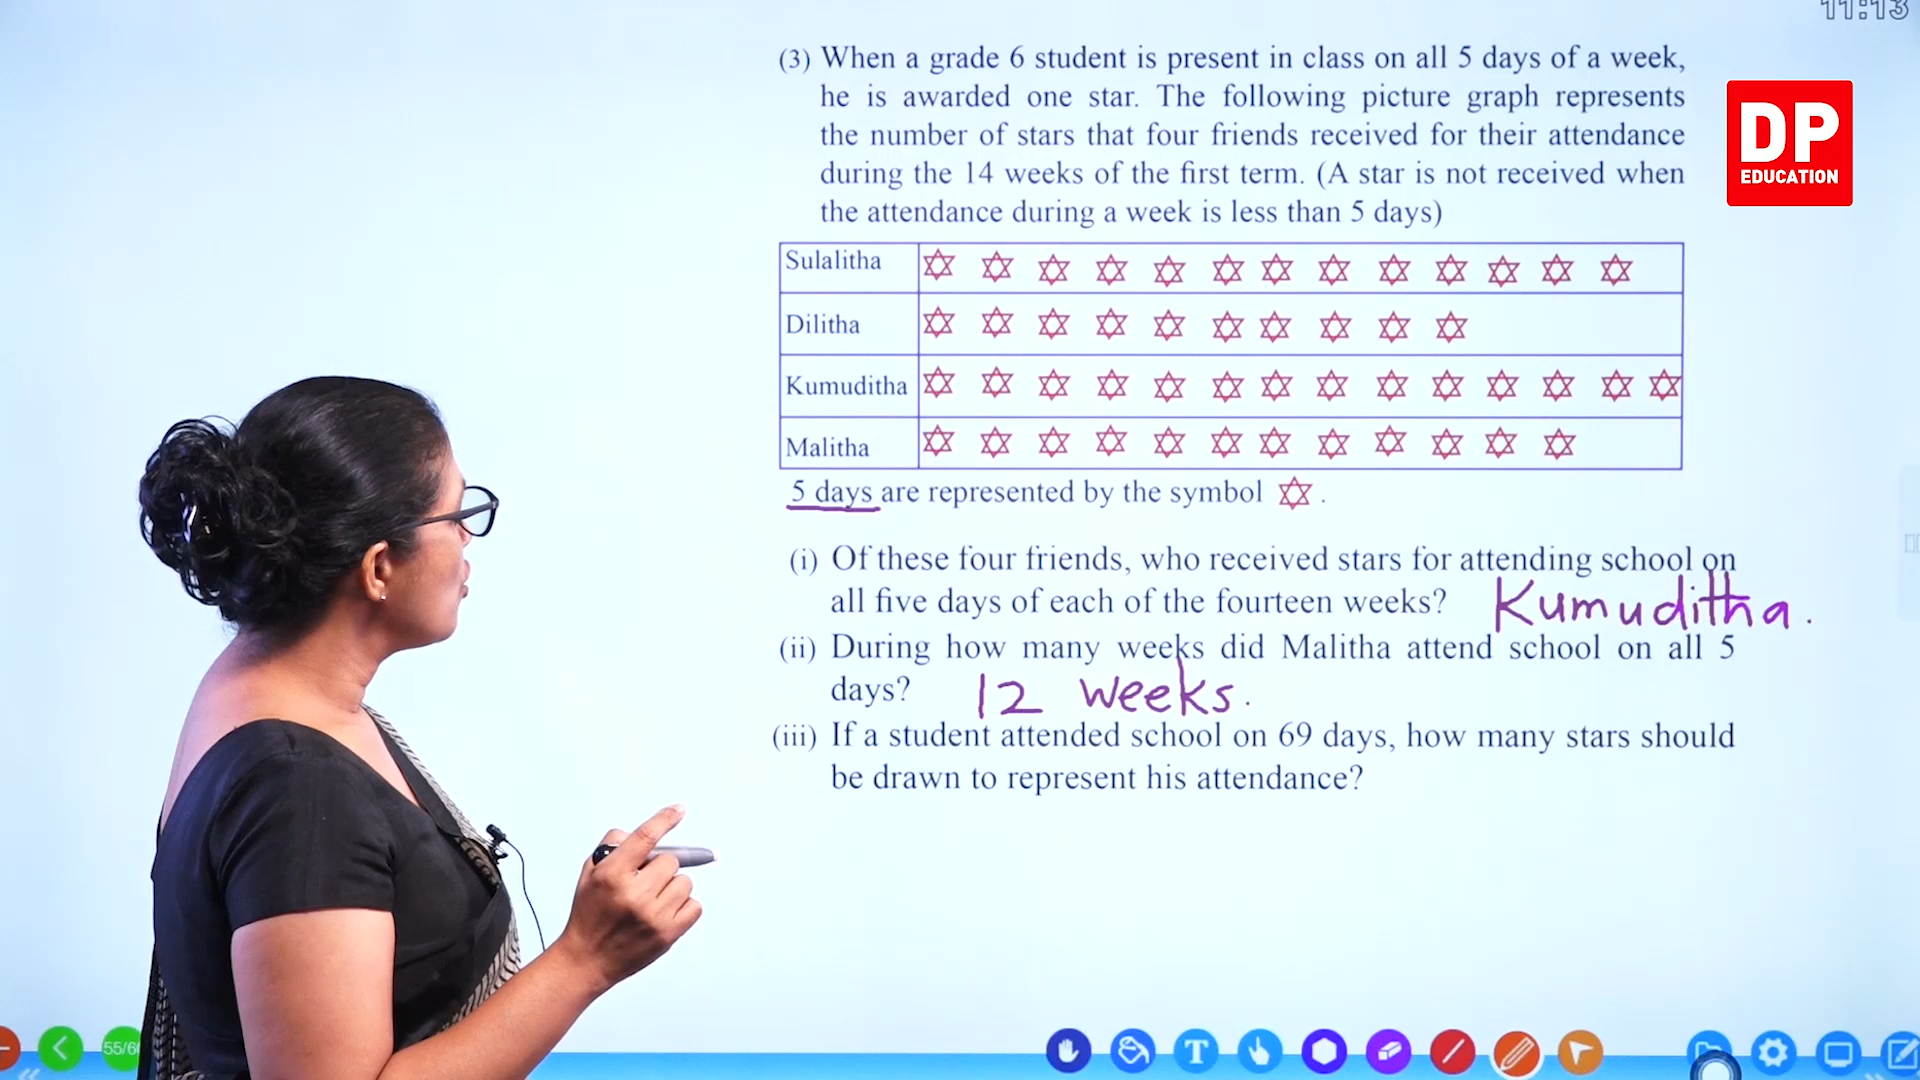 11:13
(3) When a grade 6 student is present in class on all 5 days of a week,
he is awarded one star. The following picture graph represents
the number of stars that four friends received for their attendance
during the 14 weeks of the first term. (A star is not received when
the attendance during a week is less than 5 days)
DP
EDUCATION
Sulalitha
Dilitha
Kumuditha
Malitha
5 days are represented by the symbol ✡.
(i) Of these four friends, who received stars for attending school on
all five days of each of the fourteen weeks? Kumuditha.
(ii) During how many weeks did Malitha attend school on all 5
days? 12 weeks.
(iii) If a student attended school on 69 days, how many stars should
be drawn to represent his attendance?
T